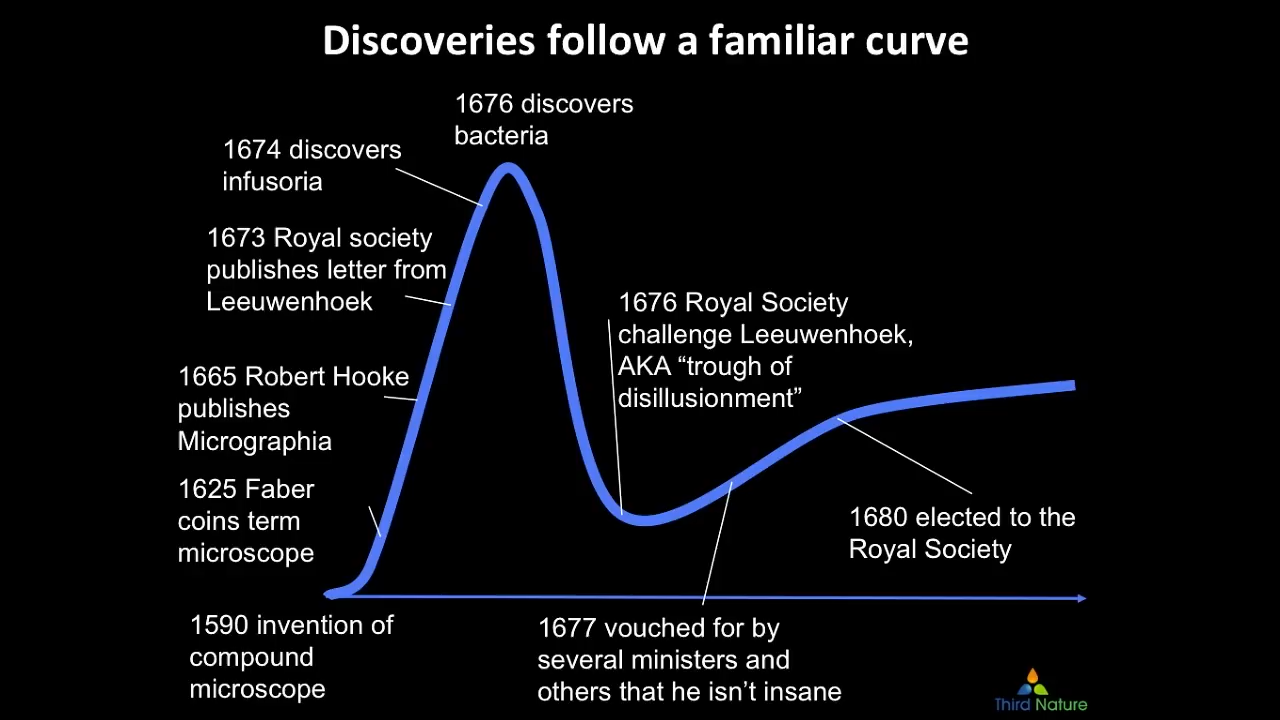 Discoveries follow a familiar curve
1676 discovers
bacteria
1674 discovers
infusoria
1673 Royal society
publishes letter from
Leeuwenhoek
1676 Royal Society
challenge Leeuwenhoek,
AKA “trough of
disillusionment”
1665 Robert Hooke
publishes
Micrographia
1625 Faber
coins term
microscope
1680 elected to the
Royal Society
1590 invention of
compound
microscope
1677 vouched for by
several ministers and
others that he isn’t insane
Third Nature